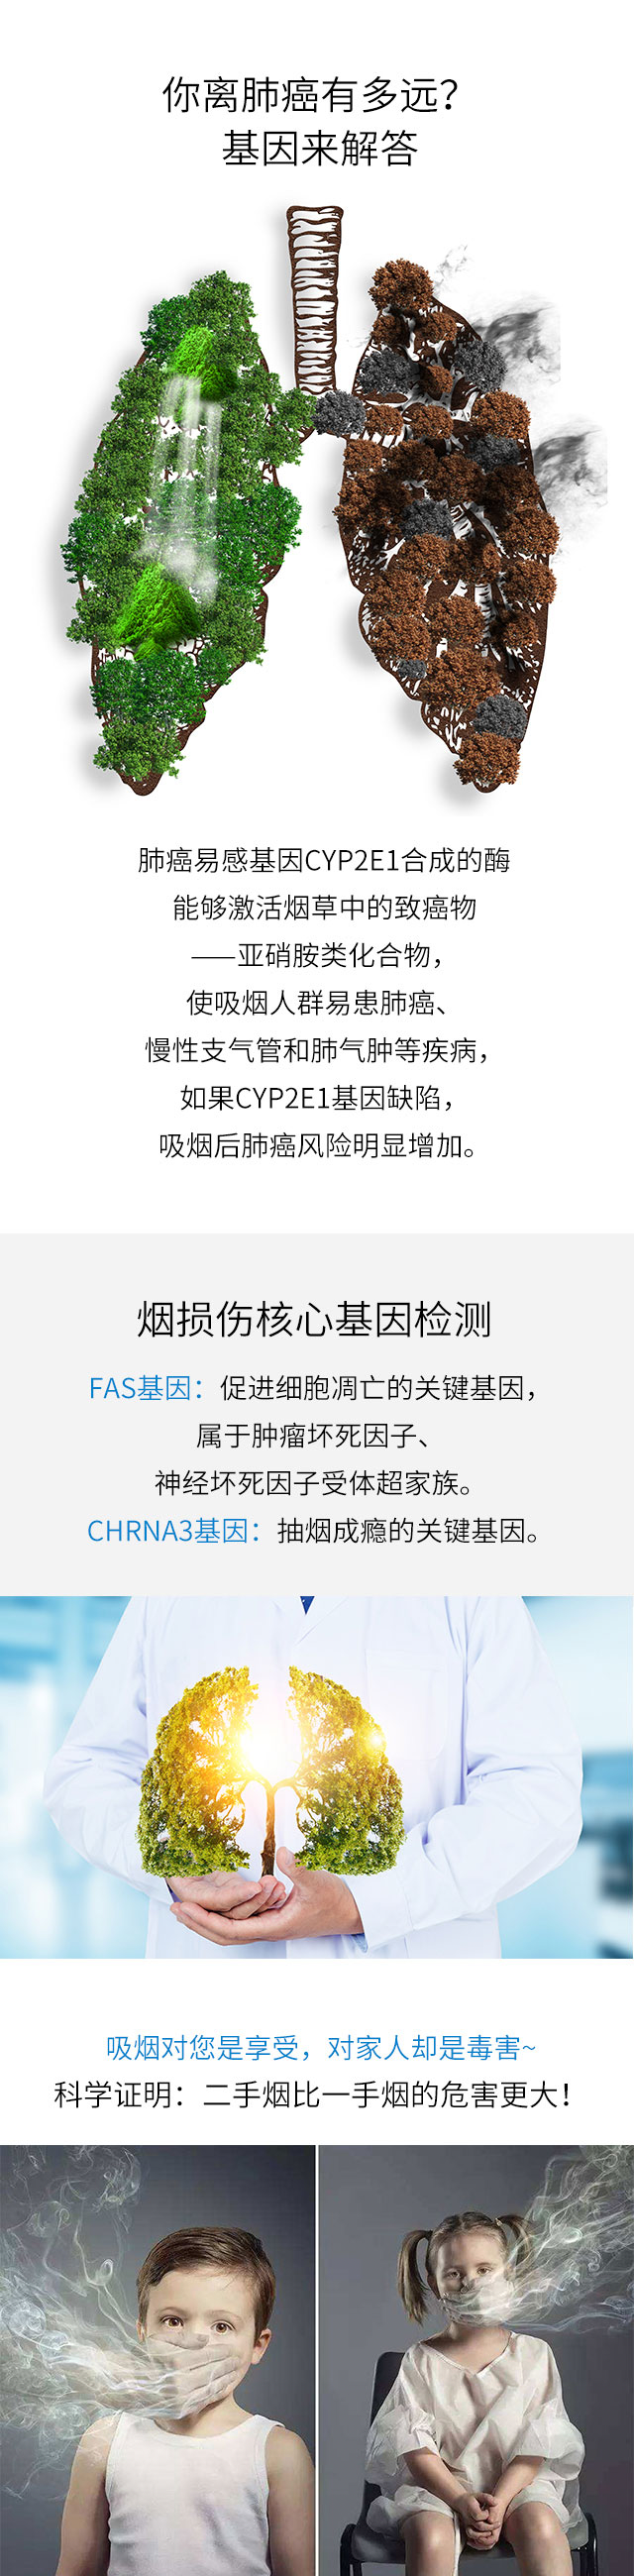 你离肺癌有多远？
基因来解答
肺癌易感基因CYP2E1合成的酶
能够激活烟草中的致癌物
——亚硝胺类化合物，
使吸烟人群易患肺癌、
慢性支气管和肺气肿等疾病，
如果CYP2E1基因缺陷，
吸烟后肺癌风险明显增加。
烟损伤核心基因检测
FAS基因：促进细胞凋亡的关键基因，
属于肿瘤坏死因子、
神经坏死因子受体超家族。
CHRNA3基因：抽烟成瘾的关键基因。
吸烟对您是享受，对家人却是毒害~
科学证明：二手烟比一手烟的危害更大！